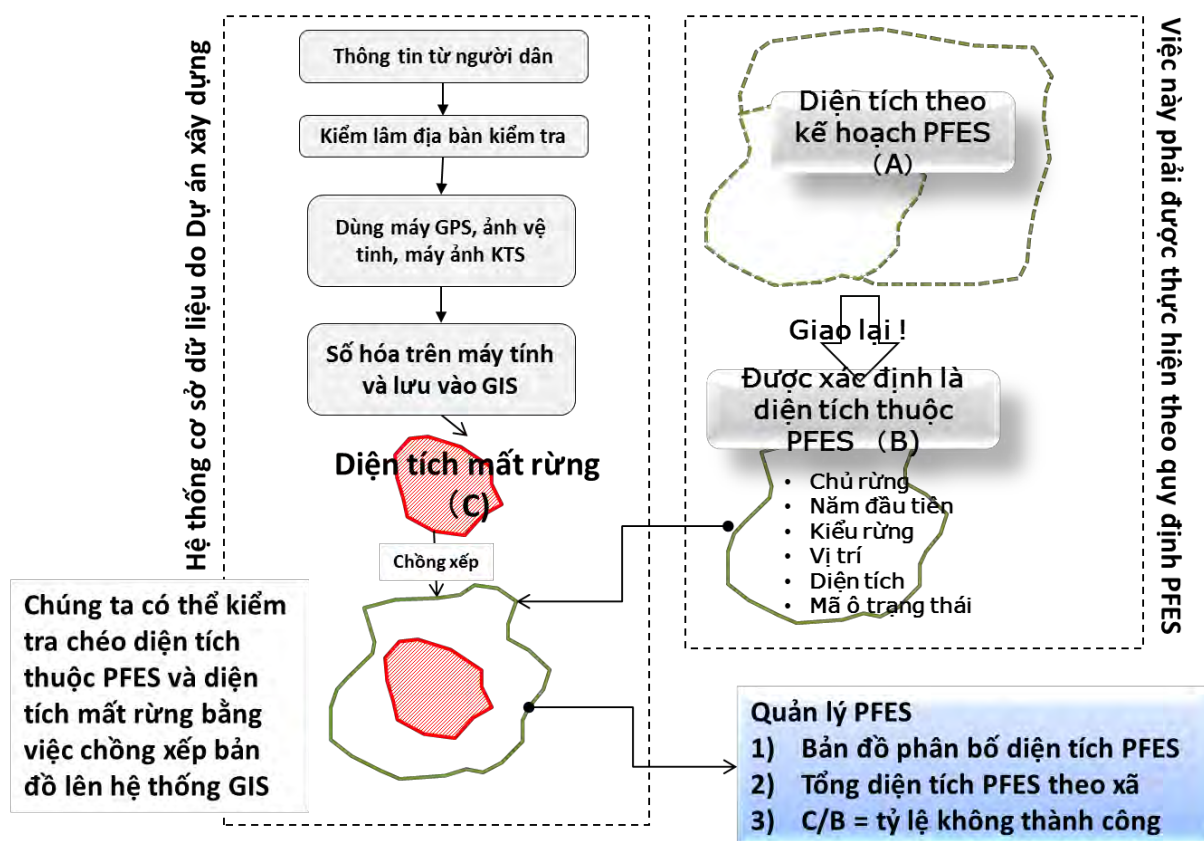 Hệ thống cơ sở dữ liệu do Dự án xây dựng
Thông tin từ người dân
Kiểm lâm địa bàn kiểm tra
Dùng máy GPS, ảnh vệ
tinh, máy ảnh KTS
Số hóa trên máy tính
và lưu vào GIS
Diện tích mất rừng
(C)
Chồng xếp
Chúng ta có thể kiểm
tra chéo diện tích
thuộc PFES và diện
tích mất rừng bằng
việc chồng xếp bản
đồ lên hệ thống GIS
Việc này phải được thực hiện theo quy định PFES
Diện tích theo
kế hoạch PFES
(A)
Giao lại !
Được xác định là
diện tích thuộc
PFES (B)
• Chủ rừng
• Năm đầu tiên
• Kiểu rừng
• Vị trí
• Diện tích
• Mã ô trạng thái
Quản lý PFES
1) Bản đồ phân bố diện tích PFES
2) Tổng diện tích PFES theo xã
3) C/B = tỷ lệ không thành công